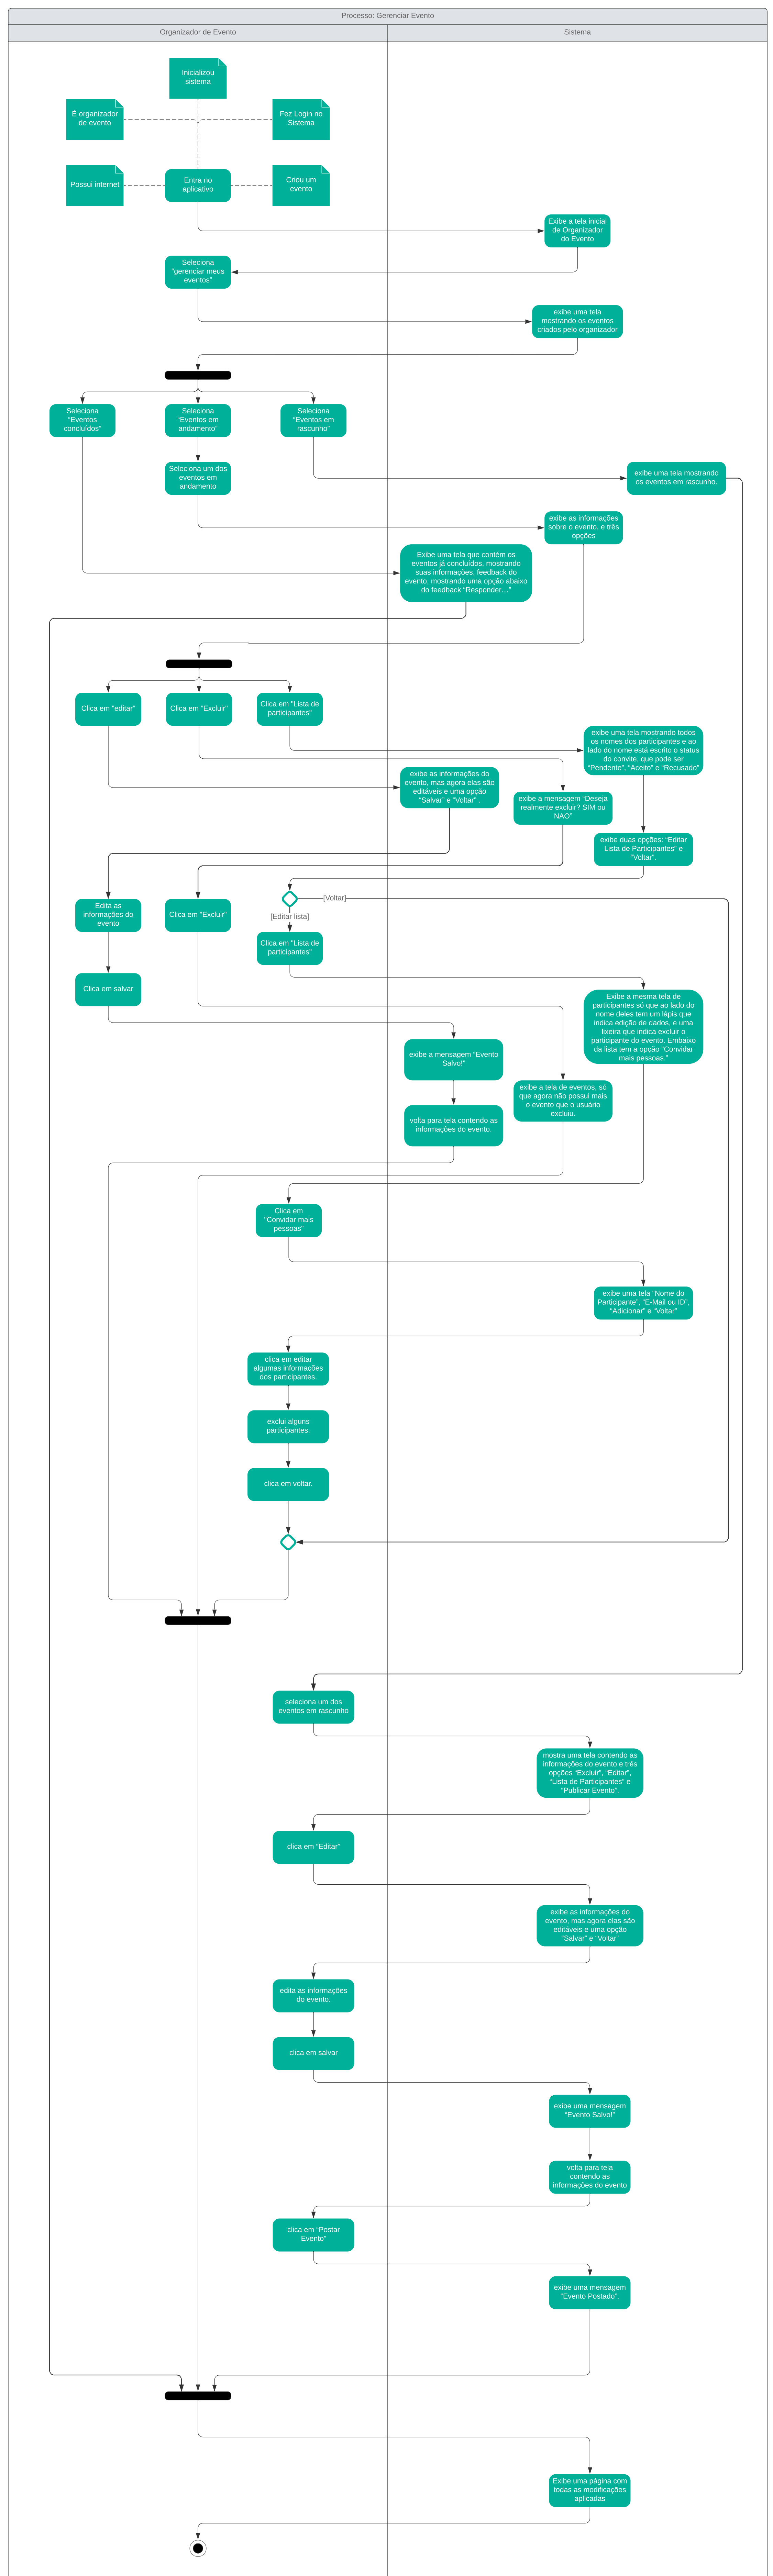 Processo: Gerenciar Evento
Organizador de Evento
Sistema
Inicializou
sistema
É organizador
de evento
Fez Login no
Sistema
Possui internet
Entra no
aplicativo
Criou um
evento
Exibe a tela inicial
de Organizador
do Evento
Seleciona
"gerenciar meus
eventos"
exibe uma tela
mostrando os eventos
criados pelo organizador
Seleciona
"Eventos
concluídos"
Seleciona
"Eventos em
andamento"
Seleciona
"Eventos em
rascunho"
Seleciona um dos
eventos em
andamento
exibe uma tela mostrando
os eventos em rascunho.
exibe as informações
sobre o evento, e três
opções
Exibe uma tela que contém os
eventos já concluídos, mostrando
suas informações, feedback do
evento, mostrando uma opção abaixo
do feedback “Responder…”
Clica em "editar"
Clica em "Excluir"
Clica em "Lista de
participantes"
exibe uma tela mostrando todos
os nomes dos participantes e ao
lado do nome está escrito o status
do convite, que pode ser
“Pendente”, “Aceito” e “Recusado”
exibe as informações do
evento, mas agora elas são
editáveis e uma opção
“Salvar” e “Voltar” .
exibe a mensagem "Deseja
realmente excluir? SIM ou
NAO"
exibe duas opções: “Editar
Lista de Participantes” e
“Voltar”.
Edita as
informações do
evento
Clica em "Excluir"
[Voltar]
[Editar lista]
Clica em "Lista de
participantes"
Clica em salvar
Exibe a mesma tela de
participantes só que ao lado do
nome deles tem um lápis que
indica edição de dados, e uma
lixeira que indica excluir o
participante do evento. Embaixo
da lista tem a opção “Convidar
mais pessoas.”
exibe a mensagem “Evento
Salvo!”
exibe a tela de eventos, só
que agora não possui mais
o evento que o usuário
excluiu.
volta para tela contendo as
informações do evento.
Clica em
"Convidar mais
pessoas"
exibe uma tela “Nome do
Participante”, “E-Mail ou ID”,
“Adicionar” e “Voltar”
clica em editar
algumas informações
dos participantes.
exclui alguns
participantes.
clica em voltar.
seleciona um dos
eventos em rascunho
mostra uma tela contendo as
informações do evento e três
opções “Excluir”, “Editar”,
“Lista de Participantes” e
“Publicar Evento”.
clica em “Editar”
exibe as informações do
evento, mas agora elas são
editáveis e uma opção
“Salvar” e “Voltar”
edita as informações
do evento.
clica em salvar
exibe uma mensagem
“Evento Salvo!”
volta para tela
contendo as
informações do evento
clica em “Postar
Evento”
exibe uma mensagem
“Evento Postado”.
Exibe uma página com
todas as modificações
aplicadas